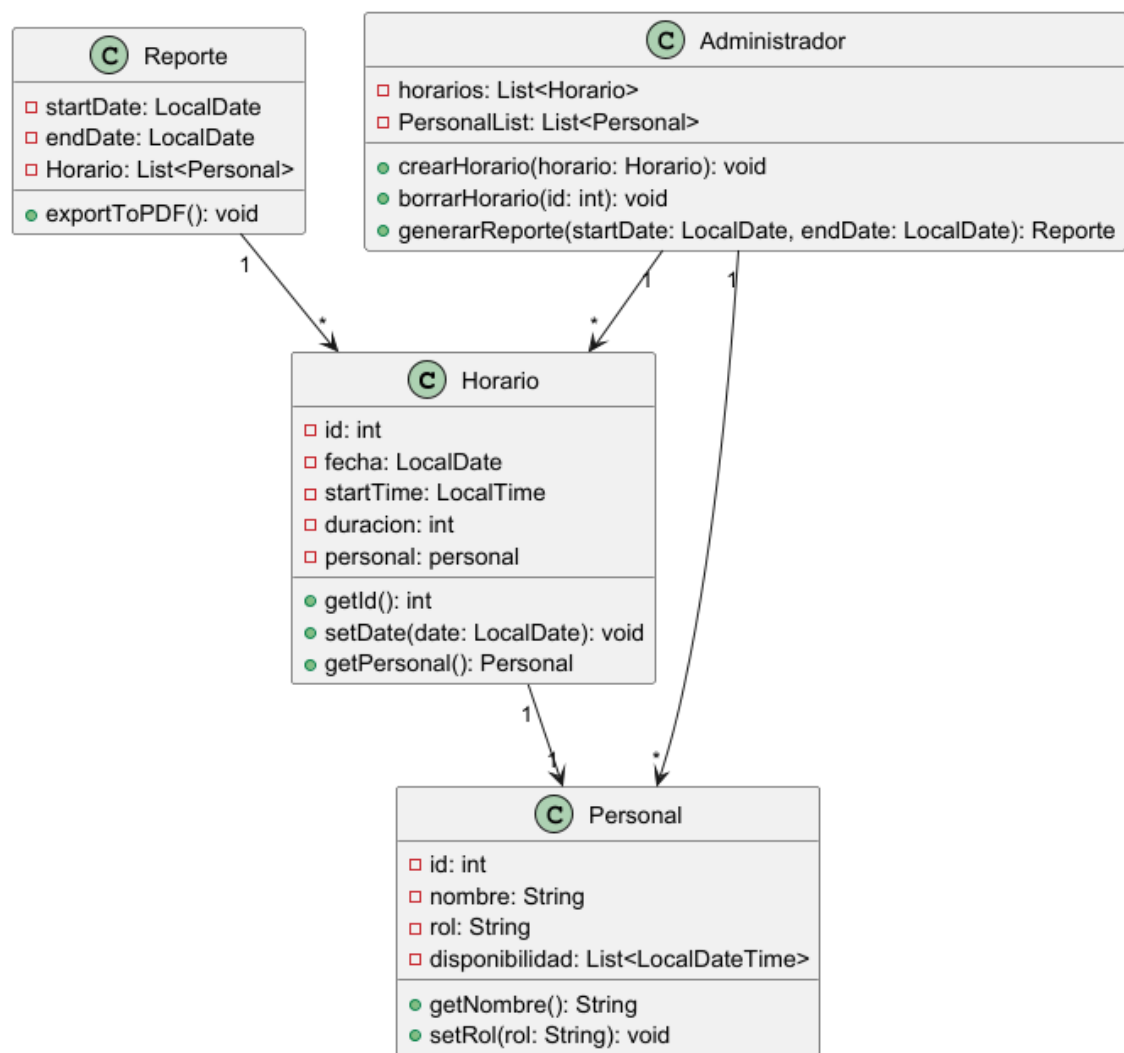 C Reporte
startDate: LocalDate
endDate: LocalDate
Horario: List<Personal>
exportToPDF(): void
C Administrador
horarios: List<Horario>
PersonalList: List<Personal>
crearHorario(horario: Horario): void
borrarHorario(id: int): void
generarReporte(startDate: LocalDate, endDate: LocalDate): Reporte
1
1
1
*
*
C Horario
id: int
fecha: LocalDate
startTime: LocalTime
duracion: int
personal: personal
getId(): int
setDate(date: LocalDate): void
getPersonal(): Personal
1
1
*
C Personal
id: int
nombre: String
rol: String
disponibilidad: List<LocalDateTime>
getNombre(): String
setRol(rol: String): void